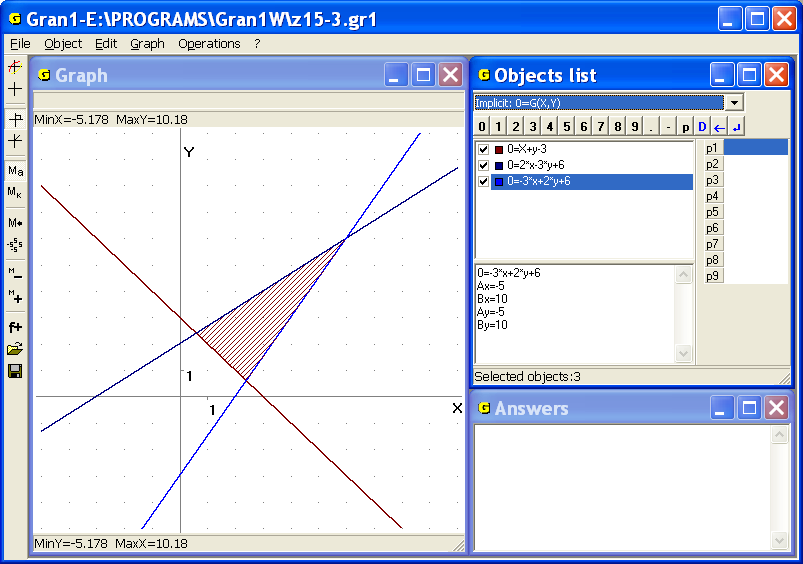 Gran1-E:\PROGRAMS\Gran1W\z15-3.gr1
File Object Edit Graph Operations ?
Graph
MinX=-5.178 MaxY=10.18
Y
1
1
X
MinY=-5.178 MaxX=10.18
Ma
Mк
M
-sss
M
M+
f+
Objects list
Implicit: 0=G(X,Y)
0 1 2 3 4 5 6 7 8 9 . - p D
0=X+y-3
0=2*x-3*y+6
0=-3*x+2*y+6
p1
p2
p3
p4
p5
p6
p7
p8
p9
0=-3*x+2*y+6
Ax=-5
Bx=10
Ay=-5
By=10
Selected objects:3
Answers